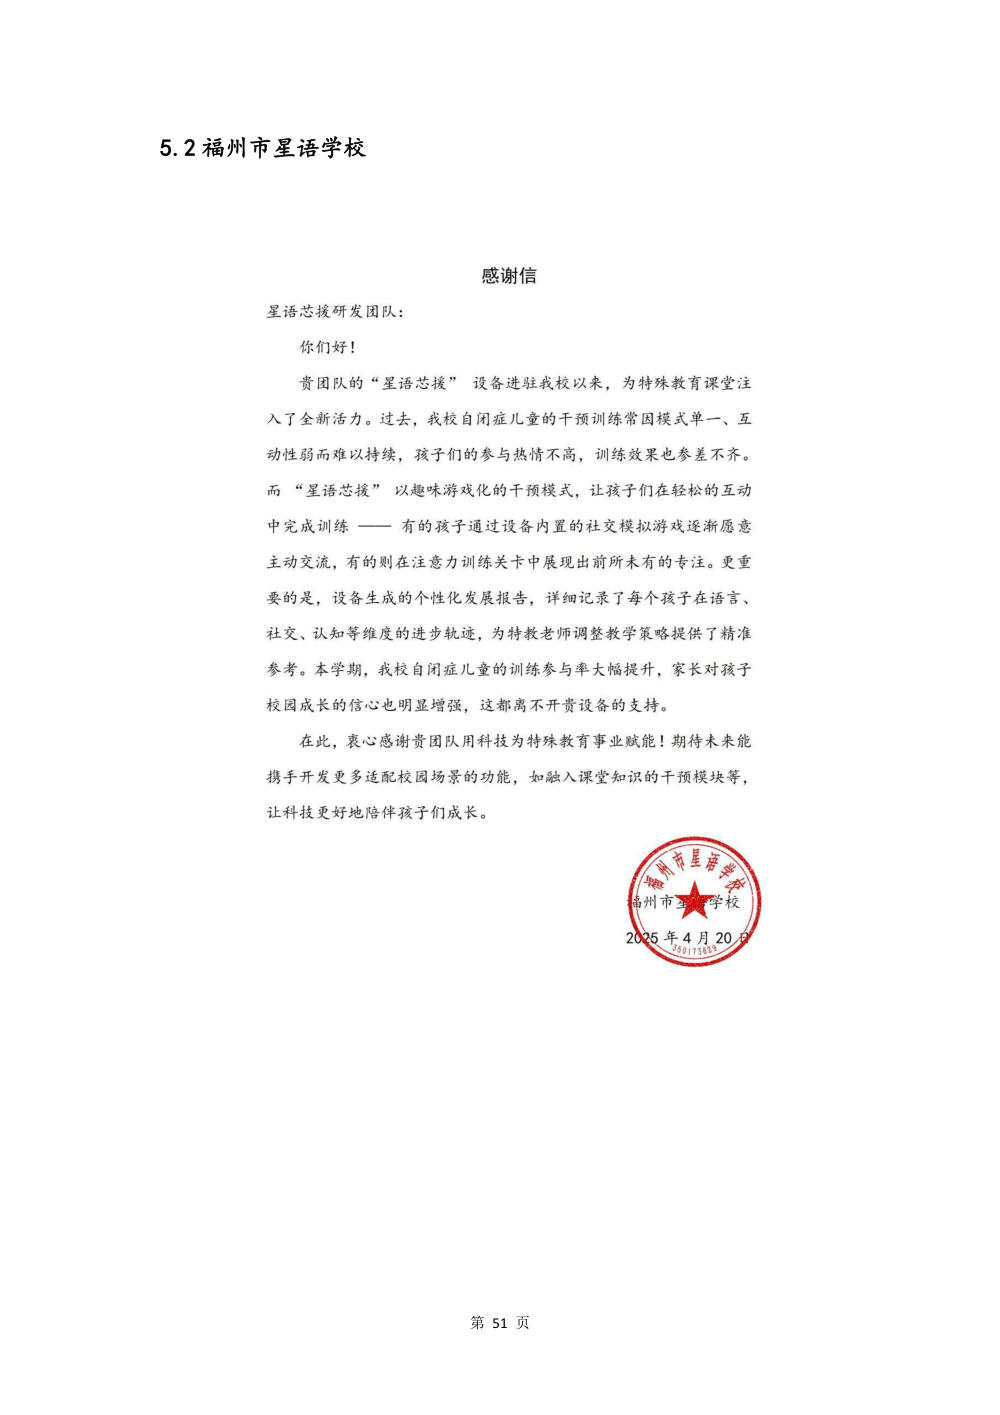 5.2福州市星语学校
感谢信
星语芯援研发团队：
你们好！
贵团队的“星语芯援” 设备进驻我校以来，为特殊教育课堂注
入了全新活力。过去，我校自闭症儿童的干预训练常因模式单一、互
动性弱而难以持续，孩子们的参与热情不高，训练效果也参差不齐。
而 “星语芯援” 以趣味游戏化的干预模式，让孩子们在轻松的互动
中完成训练 —— 有的孩子通过设备内置的社交模拟游戏逐渐愿意
主动交流，有的则在注意力训练关卡中展现出前所未有的专注。更重
要的是，设备生成的个性化发展报告，详细记录了每个孩子在语言、
社交、认知等维度的进步轨迹，为特教老师调整教学策略提供了精准
参考。本学期，我校自闭症儿童的训练参与率大幅提升，家长对孩子
校园成长的信心也明显增强，这都离不开贵设备的支持。
在此，衷心感谢贵团队用科技为特殊教育事业赋能！期待未来能
携手开发更多适配校园场景的功能，如融入课堂知识的干预模块等，
让科技更好地陪伴孩子们成长。
福州市星语学校
福州市星语学校
2025 年 4 月 20 日
350173829
第 51 页